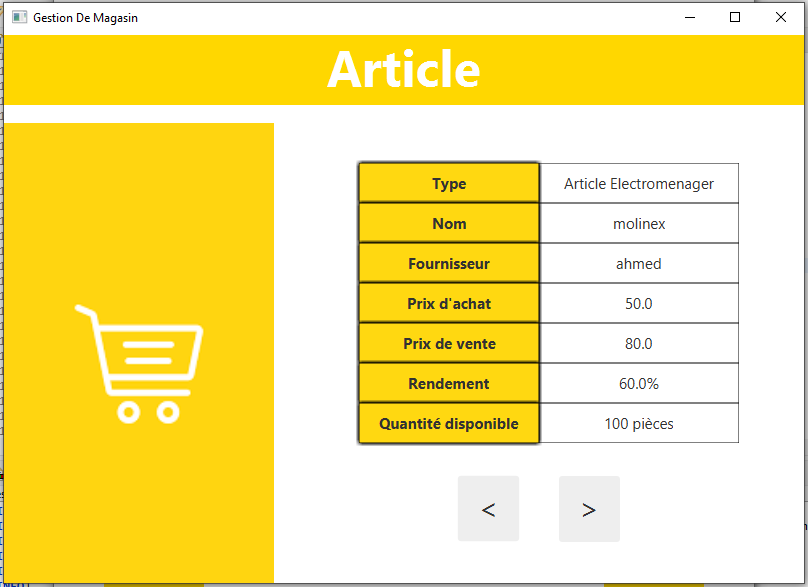 Gestion De Magasin
Article
Type Article Electromenager
Nom molinex
Fournisseur ahmed
Prix d'achat 50.0
Prix de vente 80.0
Rendement 60.0%
Quantité disponible 100 pièces
< >